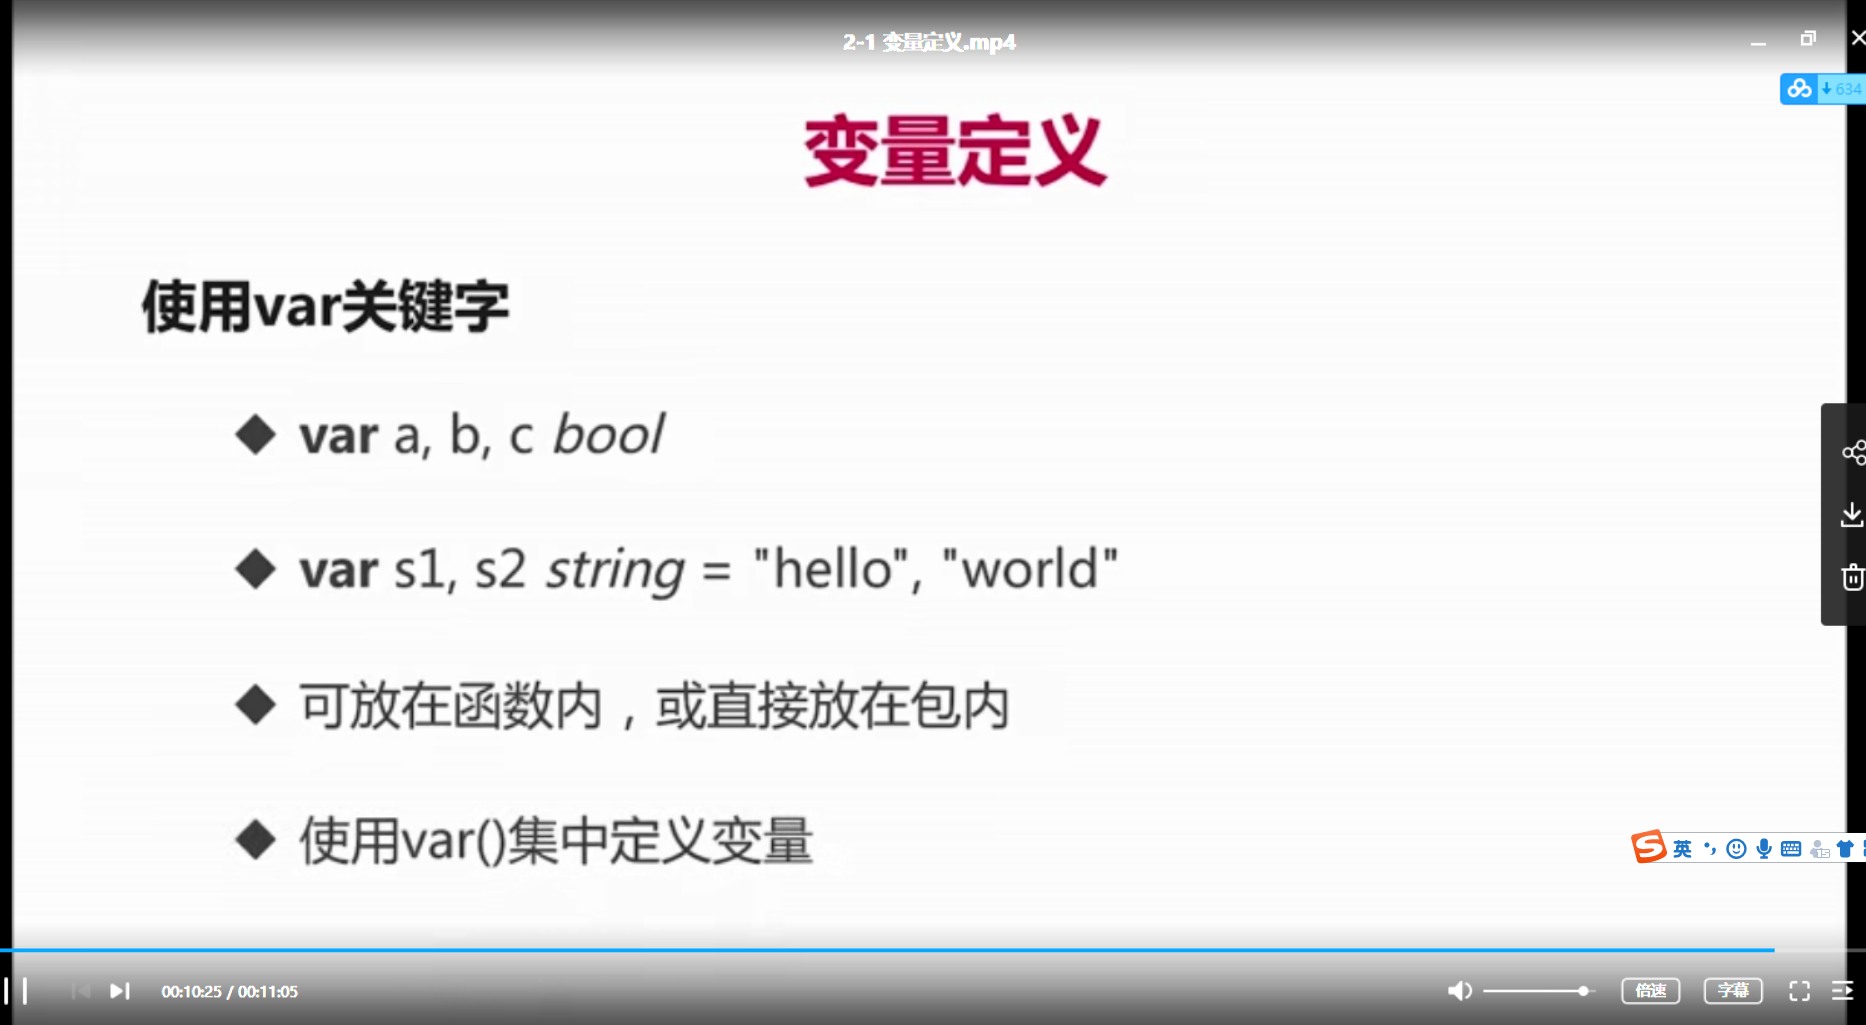 2-1 变量定义.mp4
634
变量定义
使用var关键字
◆ var a, b, c bool
◆ var s1, s2 string = "hello", "world"
◆ 可放在函数内，或直接放在包内
◆ 使用var()集中定义变量
英
00:10:25 / 00:11:05
倍速
字幕